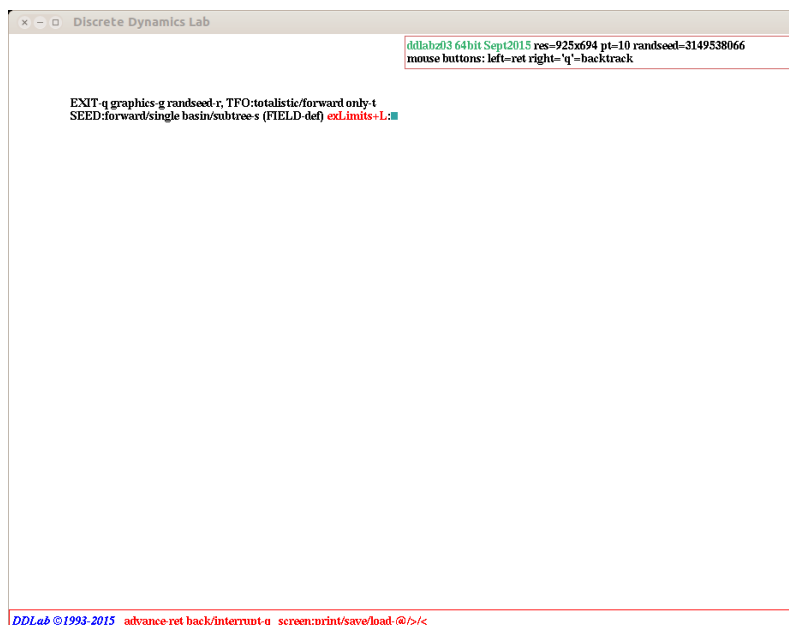 Discrete Dynamics Lab
ddlabz03 64bit Sept2015 res=925x694 pt=10 randseed=3149538066
mouse buttons: left=ret right='q'=backtrack
EXIT-q graphics-g randseed-r, TFO:totalistic/forward only-t
SEED:forward/single basin/subtree-s (FIELD-def) exLimits+L:
DDLab ©1993-2015 advance-ret back/interrupt-q screen:print/save/load-@/>/<